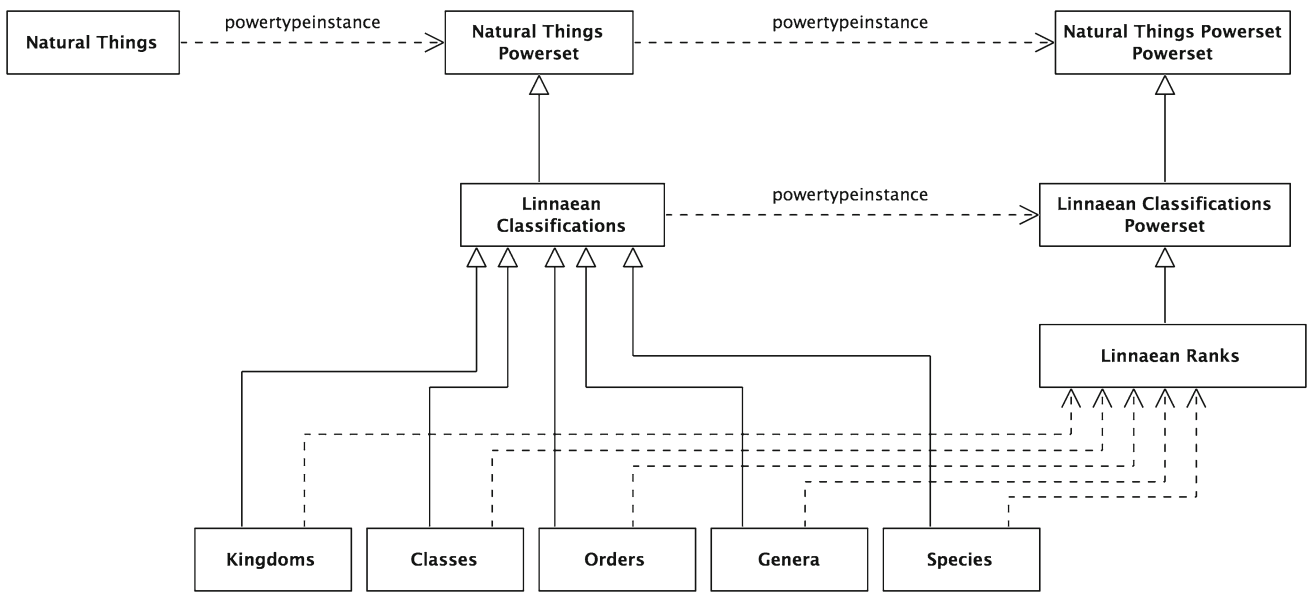 powertypeinstance
powertypeinstance
Natural Things
Natural Things
Powerset
Natural Things Powerset
Powerset
powertypeinstance
Linnaean
Classifications
Linnaean Classifications
Powerset
Linnaean Ranks
Kingdoms
Classes
Orders
Genera
Species